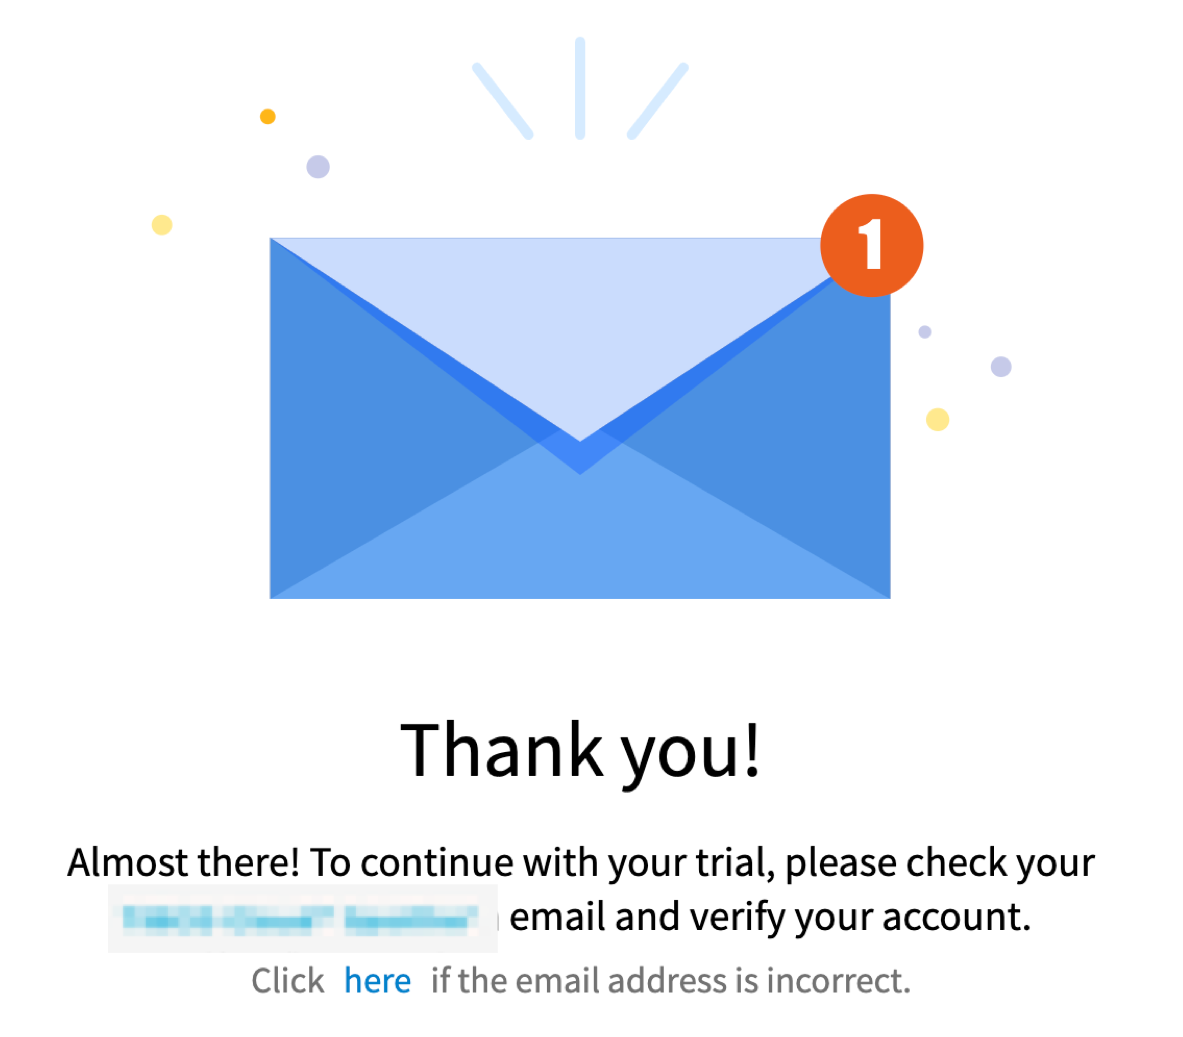 1
Thank you!
Almost there! To continue with your trial, please check your
email and verify your account.
Click here if the email address is incorrect.